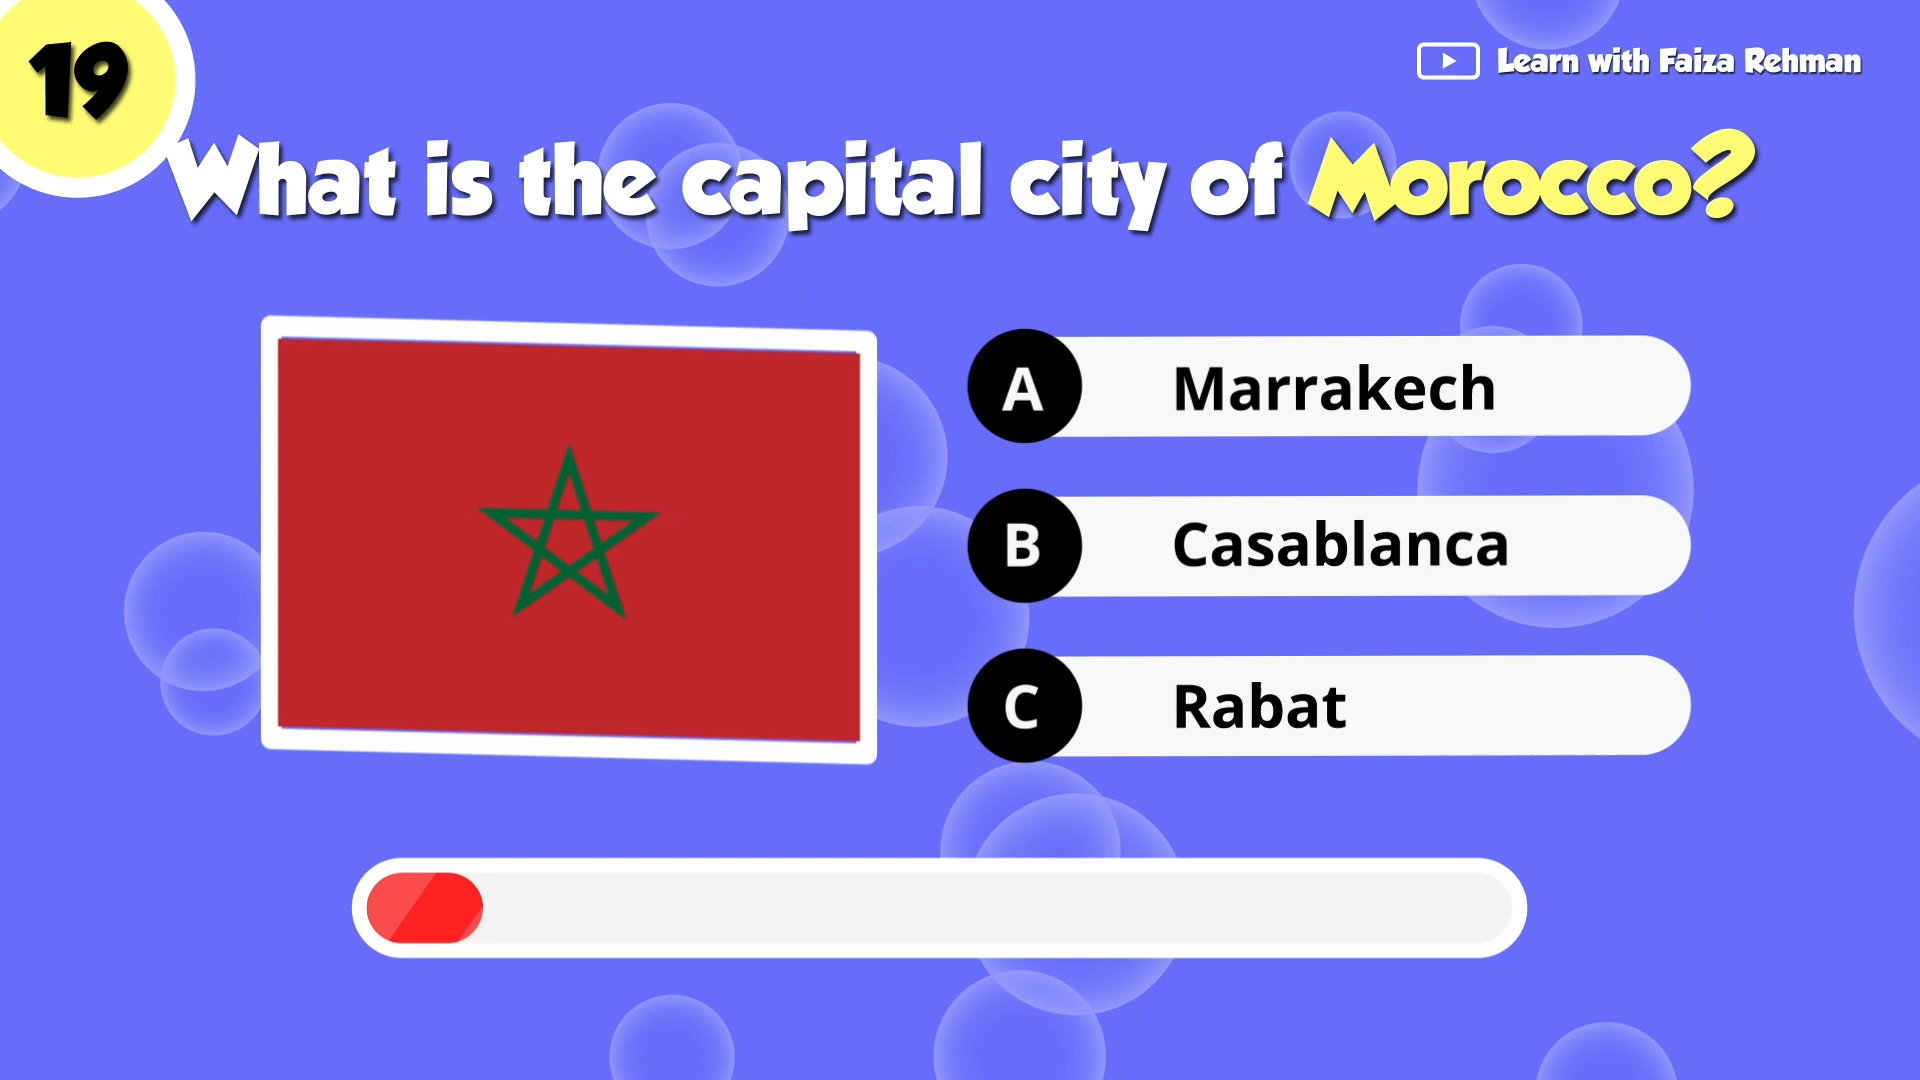 19
Learn with Faiza Rehman
What is the capital city of Morocco?
A Marrakech
B Casablanca
C Rabat